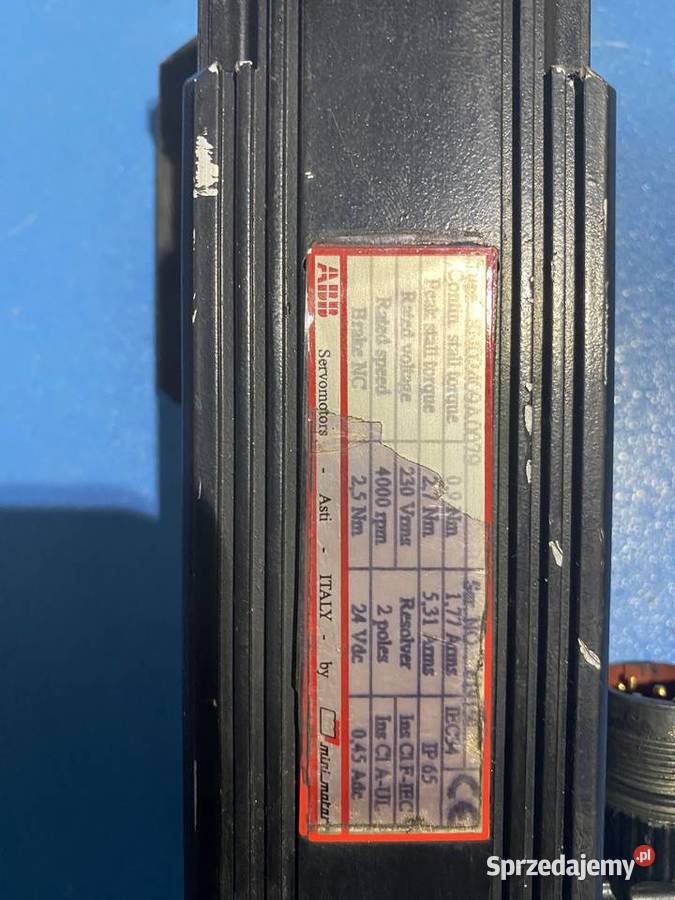 Contin. stall torque 0,9 Nm 1,77 Arms IEC34
Peak stall torque 2,7 Nm 5,31 Arms IP 65
Rated voltage 230 Vrms Resolver Ins Cl F-IEC
Rated speed 4000 rpm 2 poles Ins Cl A-UL
Brake NC 2,5 Nm 24 Vdc 0,45 Adc
CE
ABB Servomotors - Asti - ITALY - by mini motor
Sprzedajemy.pl